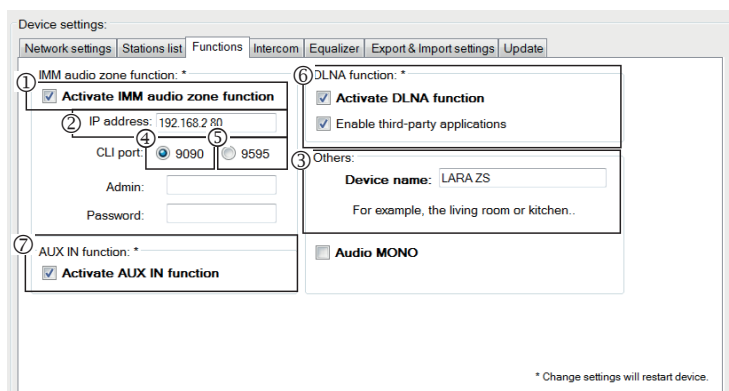 Device settings:
Network settings Stations list Functions Intercom Equalizer Export & Import settings Update
IMM audio zone function: *
① Activate IMM audio zone function
② IP address: 192.168.2.80
CLI port: ④ 9090 ⑤ 9595
Admin:
Password:
⑦ AUX IN function: *
Activate AUX IN function
⑥ DLNA function: *
Activate DLNA function
Enable third-party applications
③ Others:
Device name: LARA ZS
For example, the living room or kitchen..
Audio MONO
* Change settings will restart device.